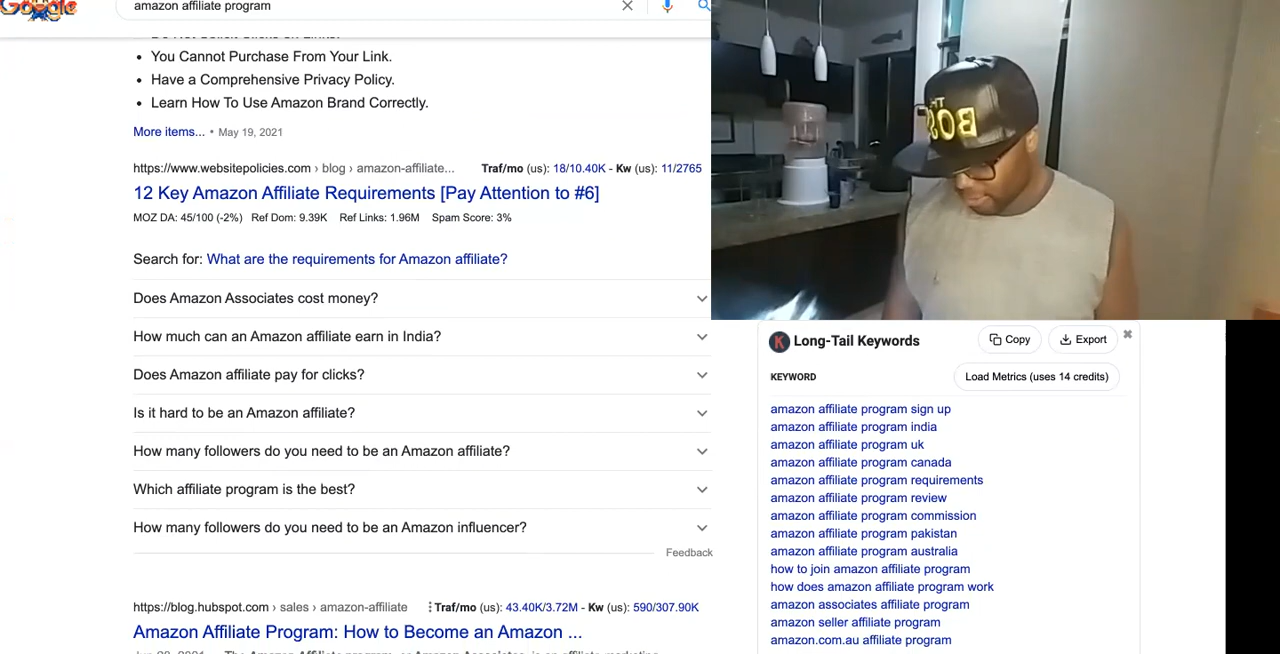 Google
amazon affiliate program
• Do Not Solicit Clicks On Links.
• You Cannot Purchase From Your Link.
• Have a Comprehensive Privacy Policy.
• Learn How To Use Amazon Brand Correctly.
More items... • May 19, 2021
https://www.websitepolicies.com › blog › amazon-affiliate... Traf/mo (us): 18/10.40K - Kw (us): 11/2765
12 Key Amazon Affiliate Requirements [Pay Attention to #6]
MOZ DA: 45/100 (-2%) Ref Dom: 9.39K Ref Links: 1.96M Spam Score: 3%
Search for: What are the requirements for Amazon affiliate?
Does Amazon Associates cost money?
How much can an Amazon affiliate earn in India?
Does Amazon affiliate pay for clicks?
Is it hard to be an Amazon affiliate?
How many followers do you need to be an Amazon affiliate?
Which affiliate program is the best?
How many followers do you need to be an Amazon influencer?
Feedback
https://blog.hubspot.com › sales › amazon-affiliate Traf/mo (us): 43.40K/3.72M - Kw (us): 590/307.90K
Amazon Affiliate Program: How to Become an Amazon ...
THE
BOSS
K Long-Tail Keywords Copy Export
KEYWORD Load Metrics (uses 14 credits)
amazon affiliate program sign up
amazon affiliate program india
amazon affiliate program uk
amazon affiliate program canada
amazon affiliate program requirements
amazon affiliate program review
amazon affiliate program commission
amazon affiliate program pakistan
amazon affiliate program australia
how to join amazon affiliate program
how does amazon affiliate program work
amazon associates affiliate program
amazon seller affiliate program
amazon.com.au affiliate program